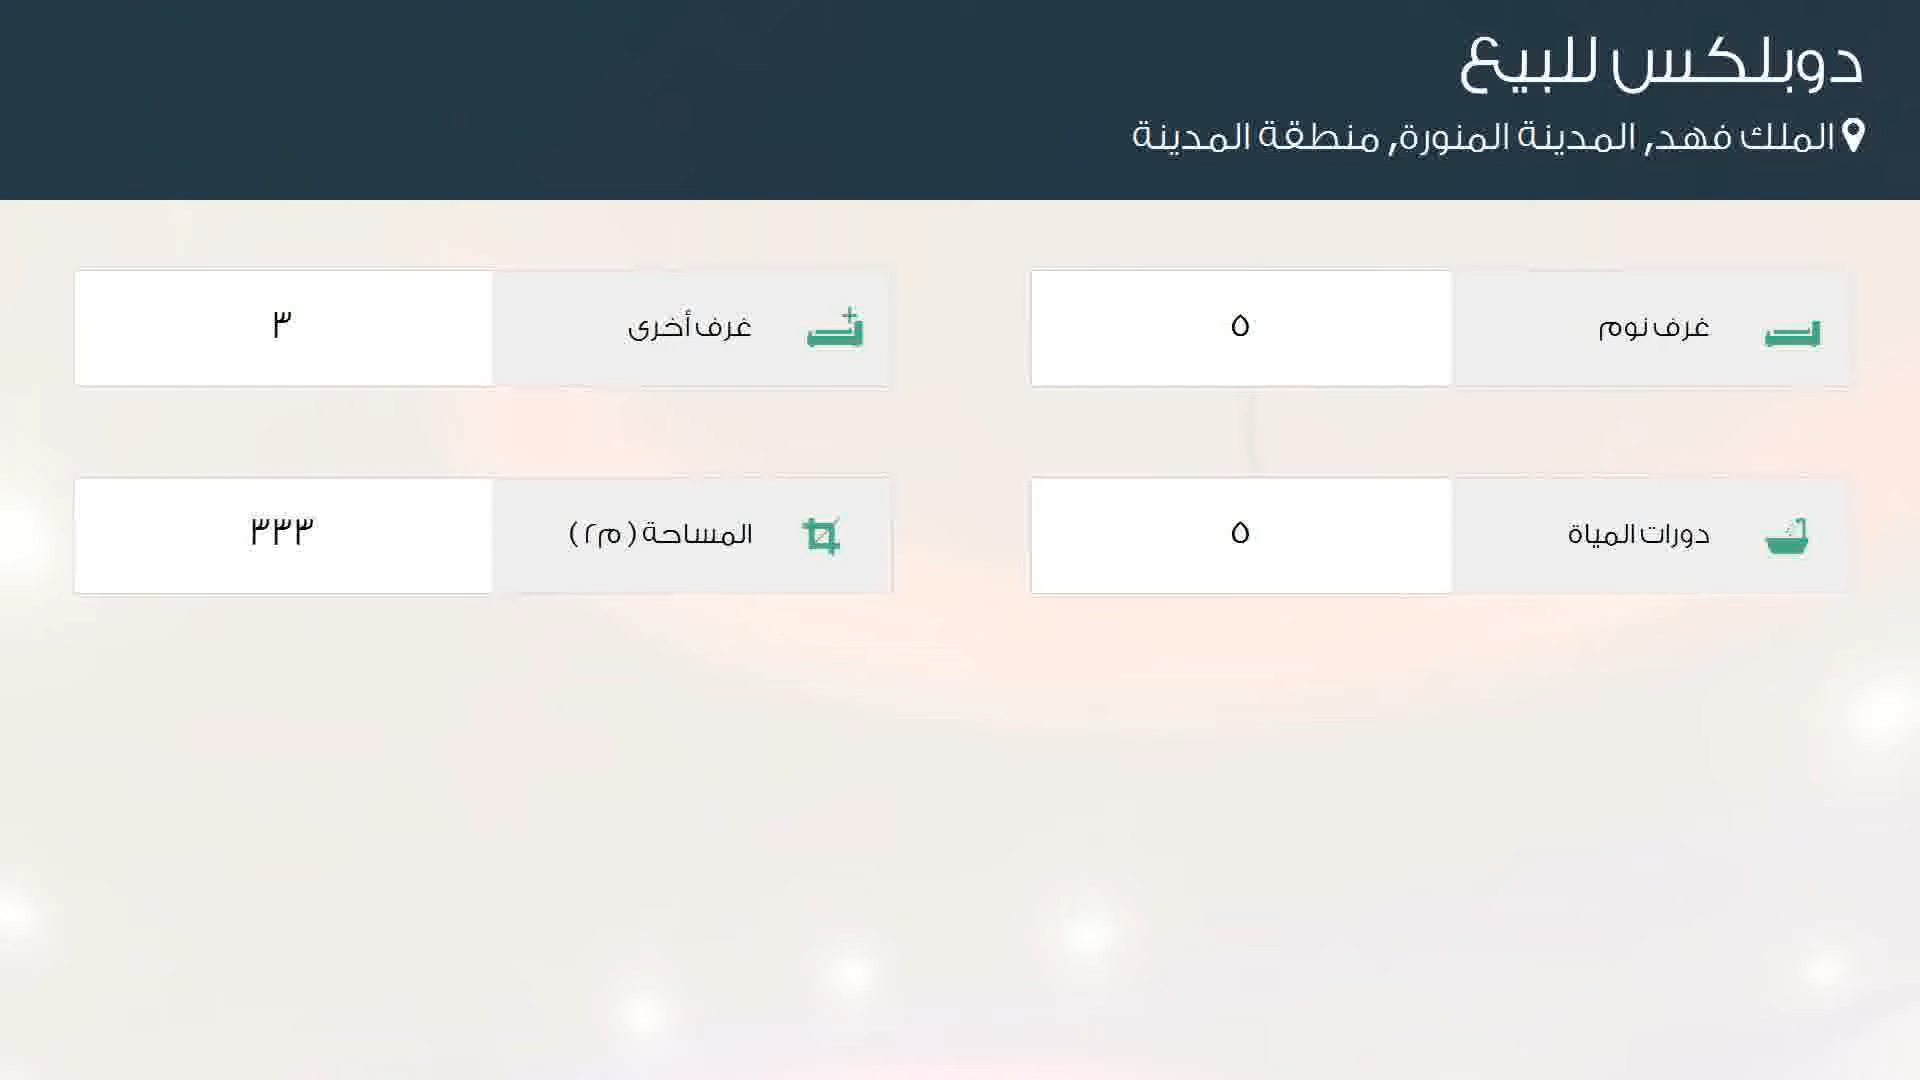 دوبلكس للبيع
الملك فهد, المدينة المنورة, منطقة المدينة
غرف نوم
٥
غرف أخرى
٣
دورات المياة
٥
المساحة (م٢)
٣٣٣